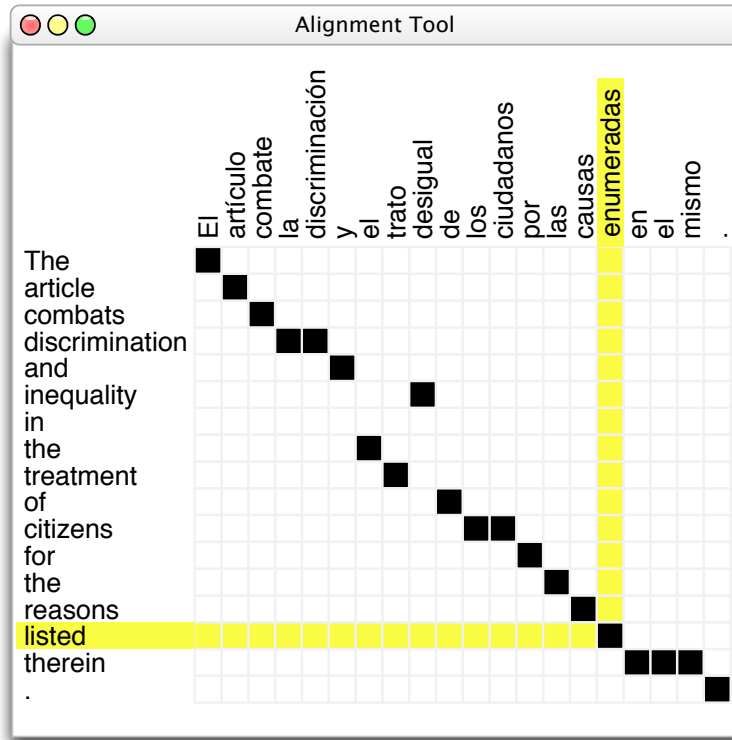 Alignment Tool
El
artículo
combate
la
discriminación
y
el
trato
desigual
de
los
ciudadanos
por
las
causas
enumeradas
en
el
mismo
.
The
article
combats
discrimination
and
inequality
in
the
treatment
of
citizens
for
the
reasons
listed
therein
.